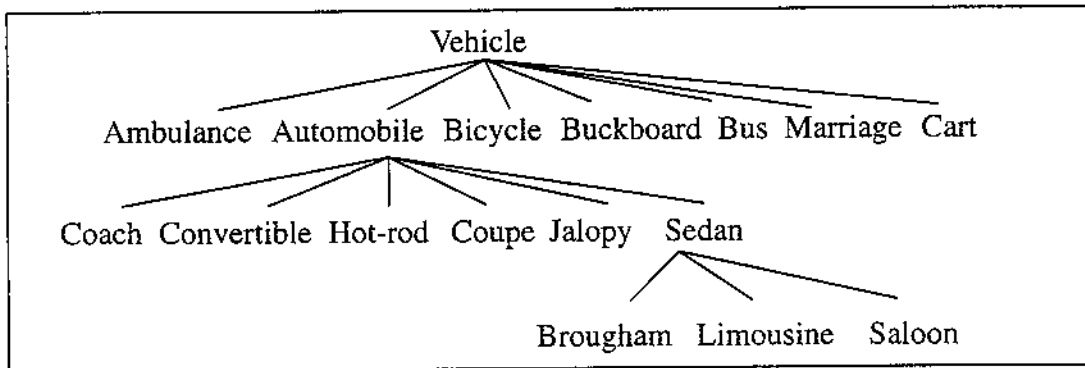 Vehicle
Ambulance Automobile Bicycle Buckboard Bus Marriage Cart
Coach Convertible Hot-rod Coupe Jalopy Sedan
Brougham Limousine Saloon